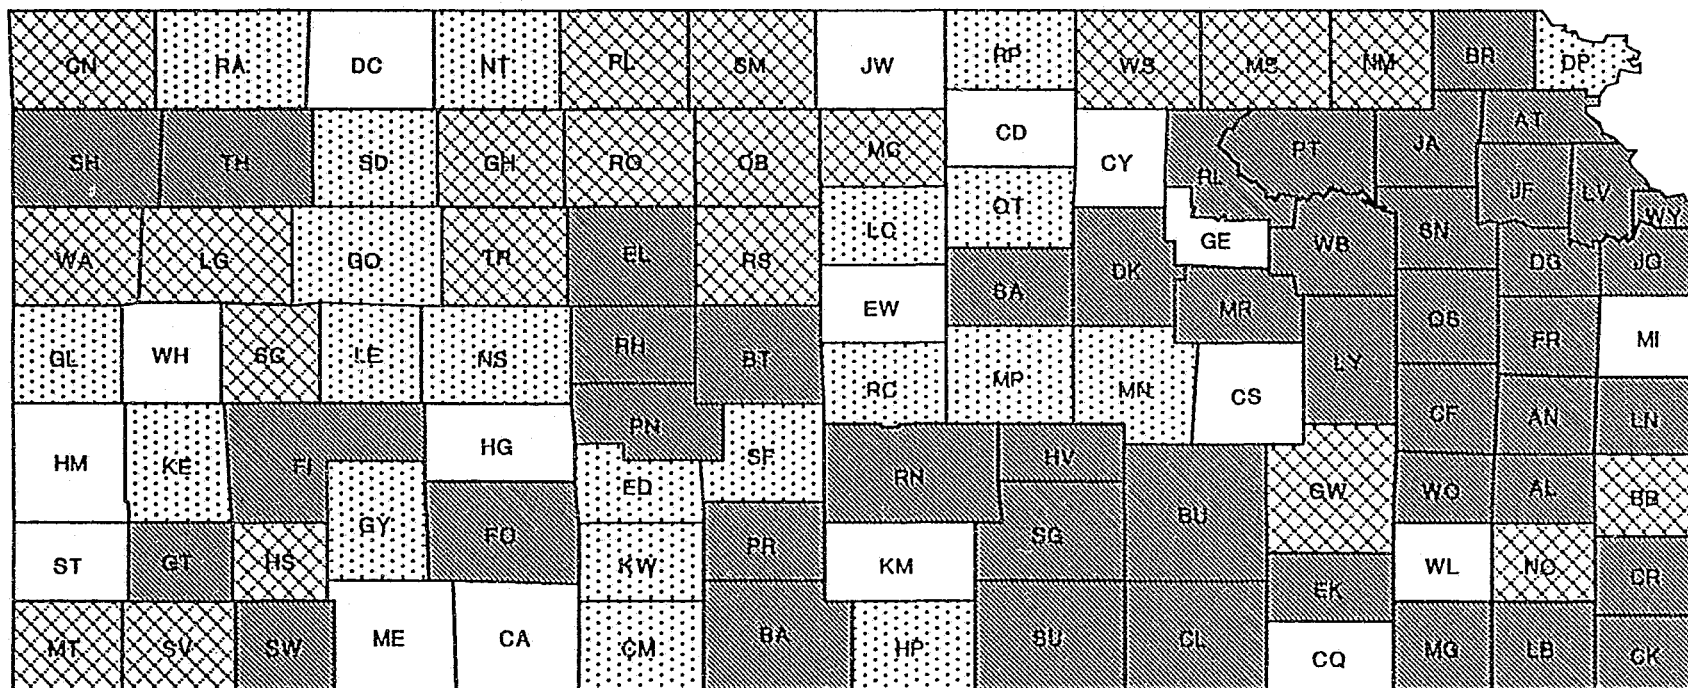 CN RA DC NT PL SM JW RP WS MS NM BR DP
SH TH SD GH RO OB MC CD CY RL PT JA AT
JF LV WY
WA LG GO TR EL RS LC OT DK GE WB SN DG JO
GL WH SC LE NS RH BT EW SA MR OS FR MI
RC MP MN CS LY
HM KE FI HG PN SF CF AN LN
ED RN HV GW WO AL BB
GY FO PR SG BU
ST GT HS KW KM EK WL NO CR
MT SV SW ME CA CM BA HP SU CL CQ MG LB CK